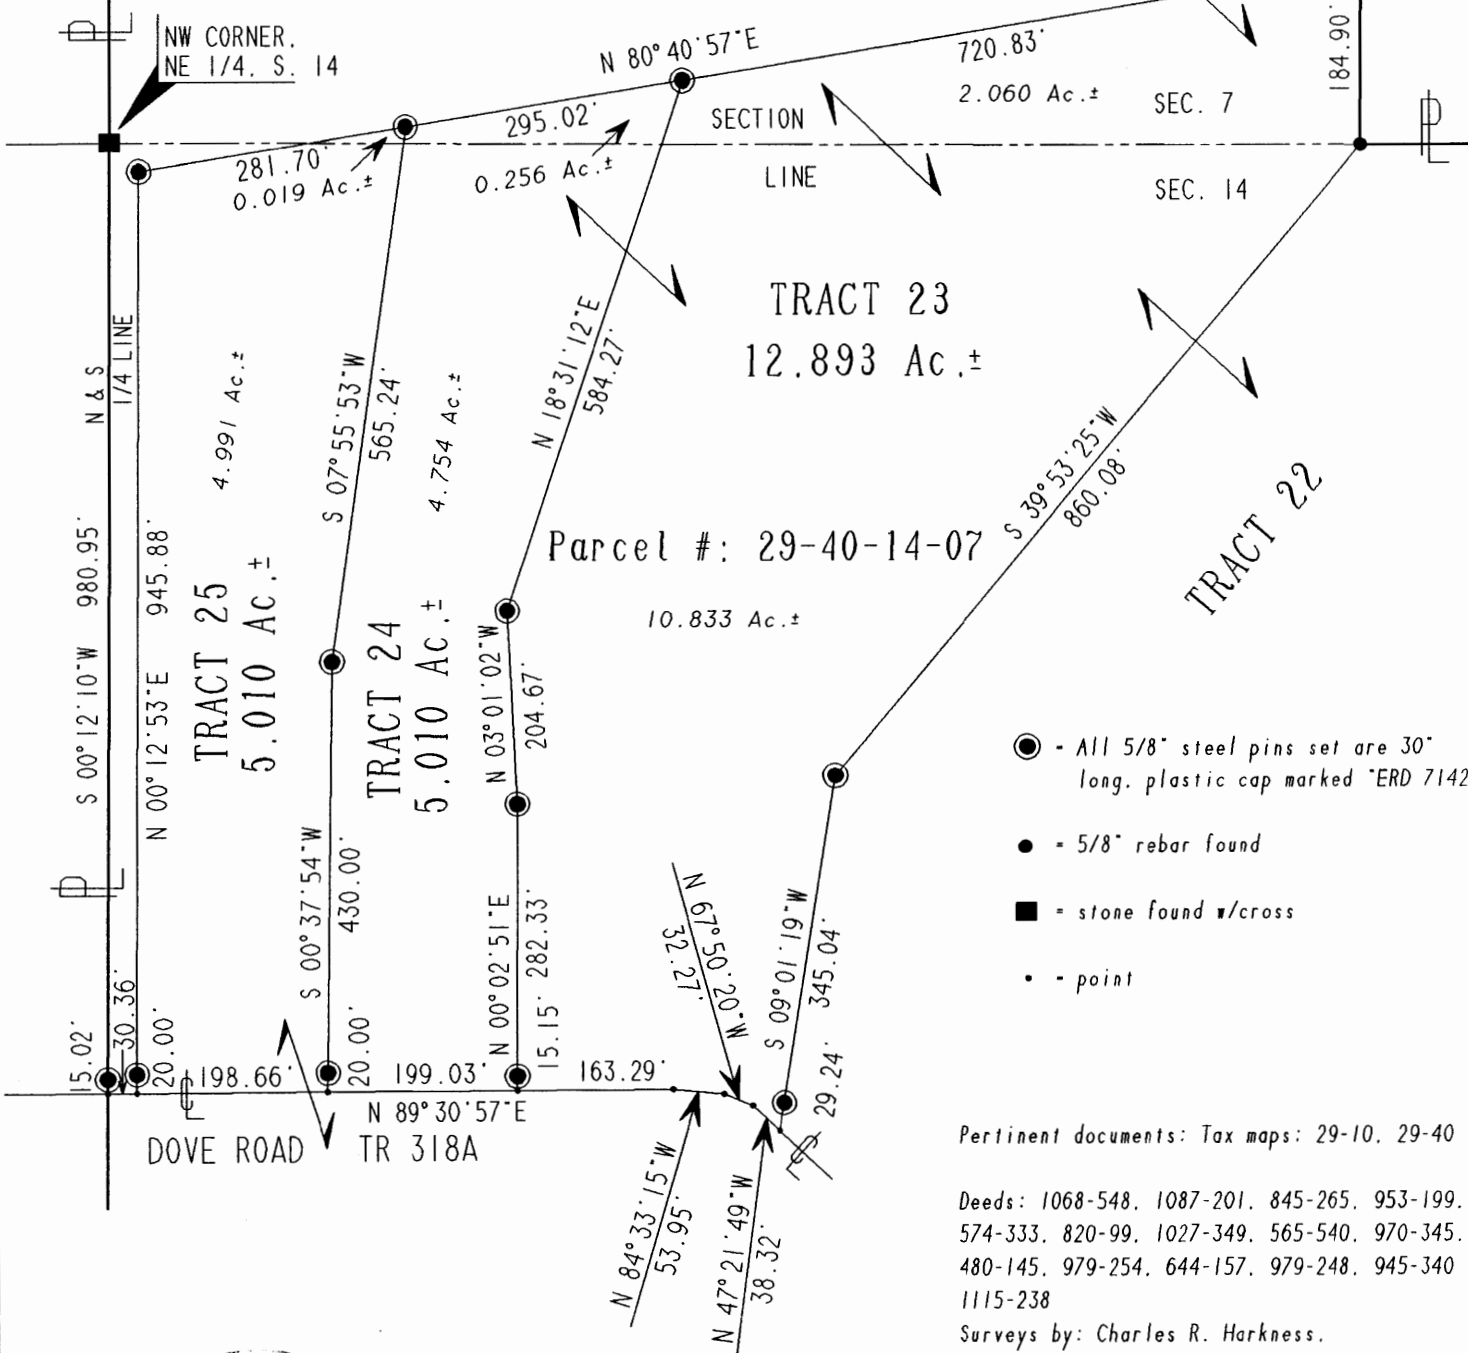 NW CORNER,
NE 1/4, S. 14
N 80°40'57"E
720.83'
184.90'
2.060 Ac.±
SEC. 7
295.02'
SECTION
281.70'
0.019 Ac.±
0.256 Ac.±
LINE
SEC. 14
TRACT 23
12.893 Ac.±
N & S
1/4 LINE
4.991 Ac.±
S 07°55'53"W
565.24'
4.754 Ac.±
N 18°31'12"E
584.27'
S 39°53'25"W
860.08'
TRACT 22
Parcel #: 29-40-14-07
10.833 Ac.±
S 00°12'10"W 980.95'
N 00°12'53"E 945.88'
TRACT 25
5.010 Ac.±
TRACT 24
5.010 Ac.±
N 03°01'02"W
204.67'
- All 5/8" steel pins set are 30"
long, plastic cap marked "ERD 7142
= 5/8" rebar found
= stone found w/cross
- point
S 00°37'54"W
430.00'
N 00°02'51"E
282.33'
N 67°50'20"W
32.27'
S 09°01'19"W
345.04'
15.02'
30.36'
20.00'
198.66'
20.00'
199.03'
15.15'
163.29'
29.24'
N 89°30'57"E
DOVE ROAD TR 318A
N 84°33'15"W
53.95'
N 47°21'49"W
38.32'
Pertinent documents: Tax maps: 29-10, 29-40
Deeds: 1068-548, 1087-201, 845-265, 953-199,
574-333, 820-99, 1027-349, 565-540, 970-345,
480-145, 979-254, 644-157, 979-248, 945-340
1115-238
Surveys by: Charles R. Harkness,